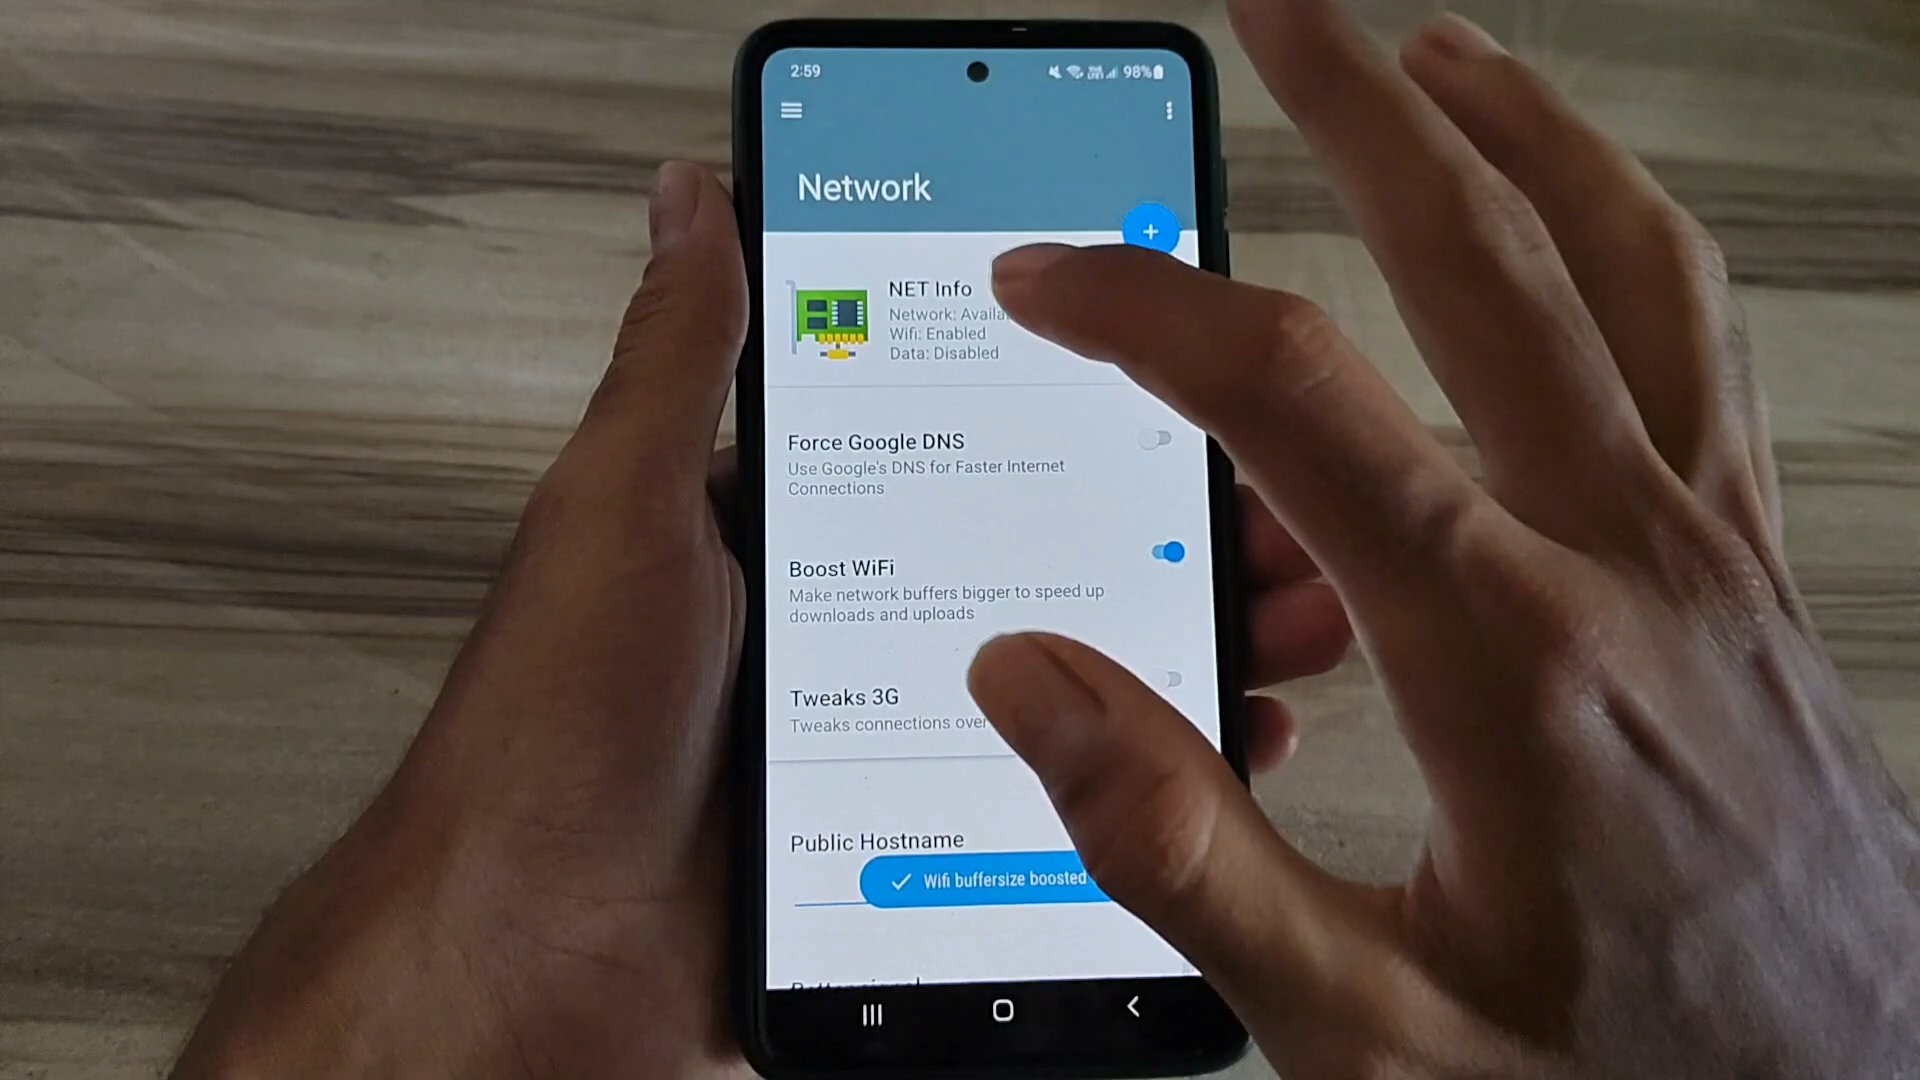 2:59
98%
Network
+
NET Info
Network:
Wifi: Enabled
Data: Disabled
Force Google DNS
Use Google's DNS for Faster Internet
Connections
Boost WiFi
Make network buffers bigger to speed up
downloads and uploads
Tweaks 3G
Tweaks connections over
Public Hostname
Wifi buffersize boosted